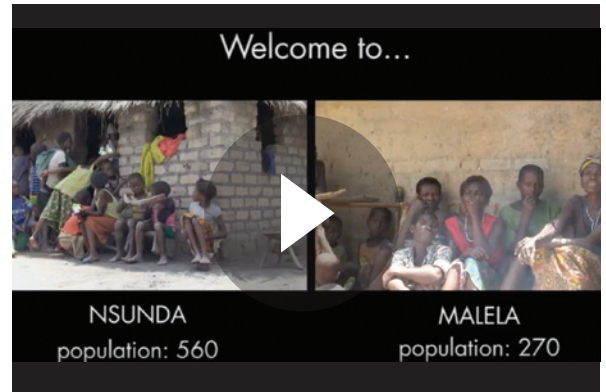 Welcome to...
NSUNDA
population: 560
MALELA
population: 270